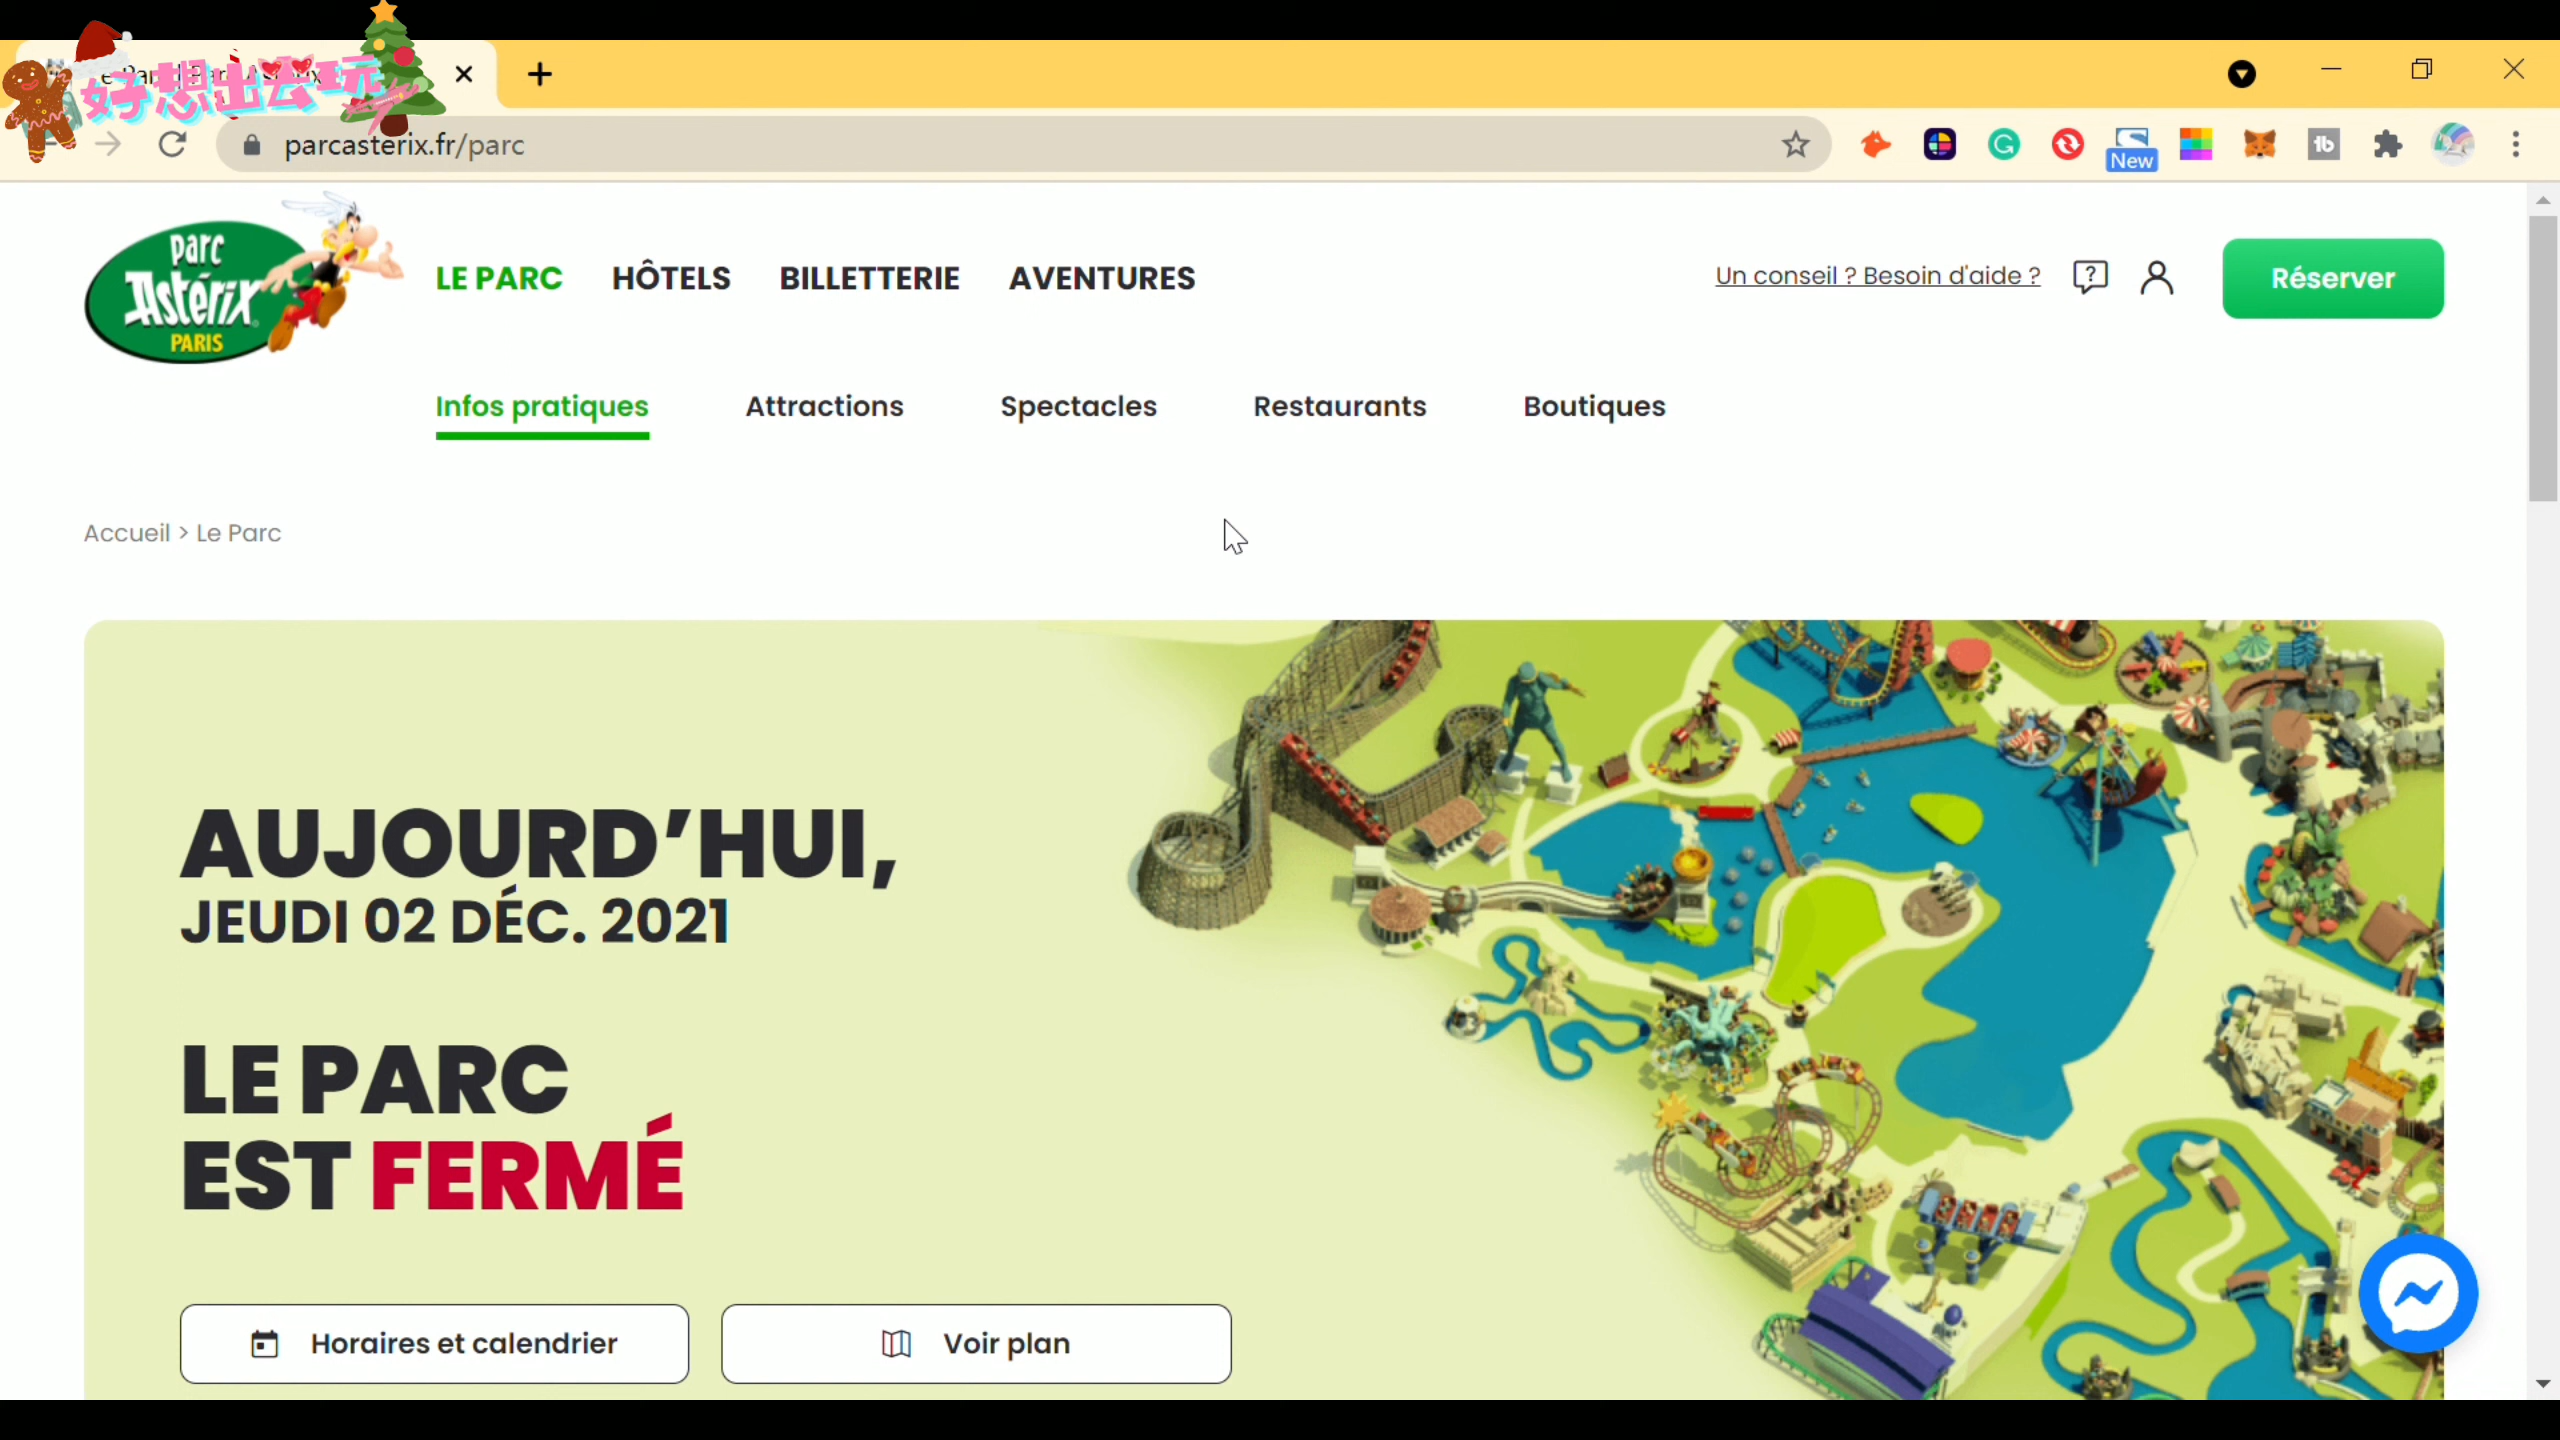 好想出去玩
parcasterix.fr/parc
New
Parc
Astérix
PARIS
LE PARC HÔTELS BILLETTERIE AVENTURES
Un conseil ? Besoin d'aide ?
Réserver
Infos pratiques Attractions Spectacles Restaurants Boutiques
Accueil > Le Parc
AUJOURD’HUI,
JEUDI 02 DÉC. 2021
LE PARC
EST FERMÉ
Horaires et calendrier
Voir plan